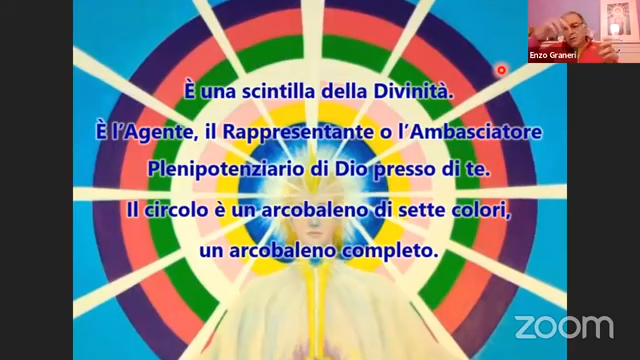 È una scintilla della Divinità.
È l'Agente, il Rappresentante o l'Ambasciatore
Plenipotenziario di Dio presso di te.
Il circolo è un arcobaleno di sette colori,
un arcobaleno completo.
Enzo Graneri
zoom